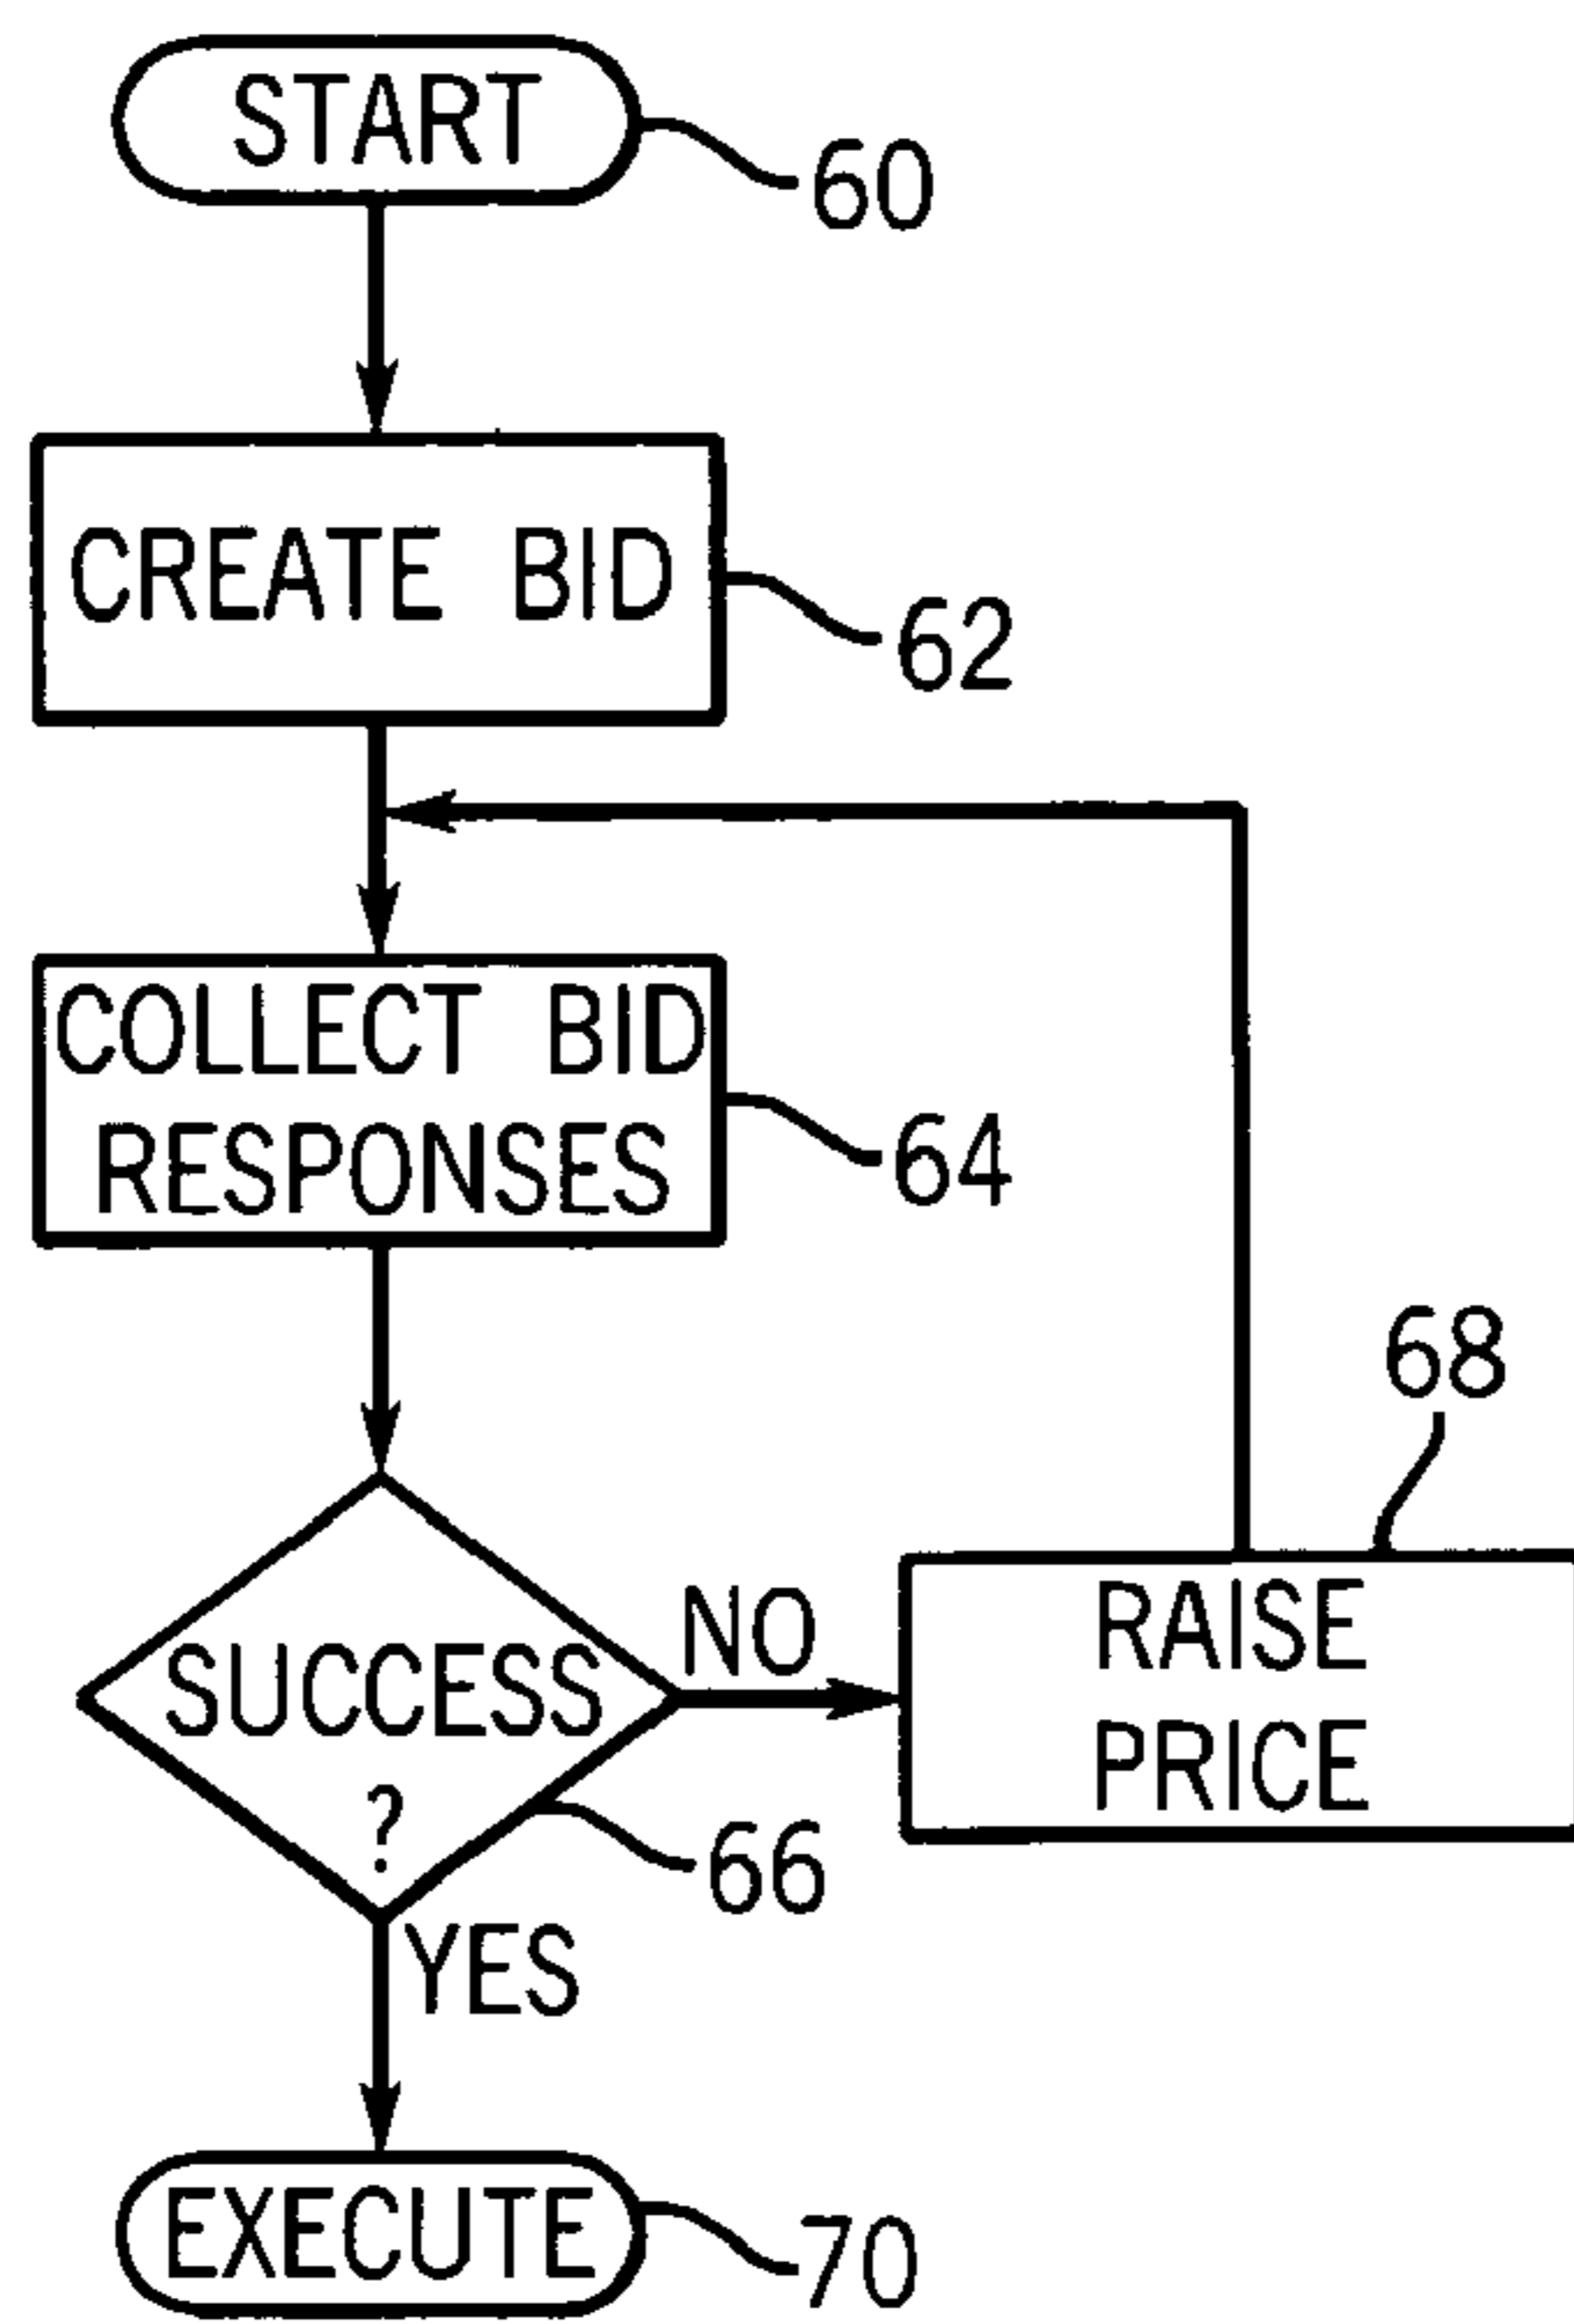 START
60
CREATE BID
62
COLLECT BID
RESPONSES
64
68
NO
RAISE
PRICE
SUCCESS
?
66
YES
EXECUTE
70